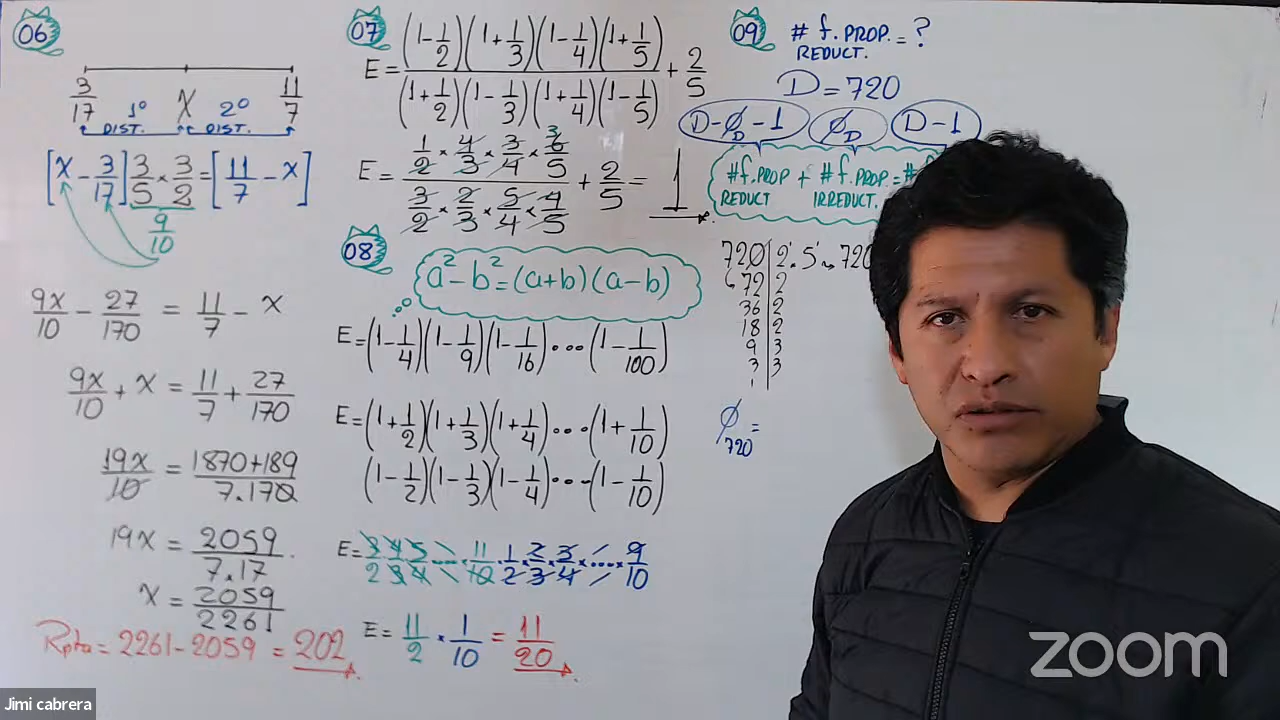 06
3/17 1º X 2º 11/7
DIST. DIST.
[x - 3/17] 3/5 × 3/2 = [11/7 - x]
9/10
9x/10 - 27/170 = 11/7 - x
9x/10 + x = 11/7 + 27/170
19x/10 = 1870+189/7.170
19x = 2059/7.17
x = 2059/2261
Rpta = 2261 - 2059 = 202
07
E = (1-1/2)(1+1/3)(1-1/4)(1+1/5) / (1+1/2)(1-1/3)(1+1/4)(1-1/5) + 2/5
3
E = 1/2 × 4/3 × 3/4 × 6/5 / 3/2 × 2/3 × 5/4 × 4/5 + 2/5 = 1
08
a² - b² = (a+b)(a-b)
E = (1-1/4)(1-1/9)(1-1/16)...(1-1/100)
E = (1+1/2)(1+1/3)(1+1/4)...(1+1/10)
(1-1/2)(1-1/3)(1-1/4)...(1-1/10)
E = 3/2 4/3 5/4 ... × 11/10 . 1/2 × 2/3 × 3/4 × .... × 9/10
E = 11/2 × 1/10 = 11/20
09
# f. PROP. = ?
REDUCT.
D = 720
D - ϕD - 1 ϕD D - 1
#f. PROP + #f. PROP. = #
REDUCT IRREDUCT.
720 | 2'. 5' → 720
72 | 2
36 | 2
18 | 2
9 | 3
3 | 3
1
ϕ720 =
zoom
Jimi cabrera